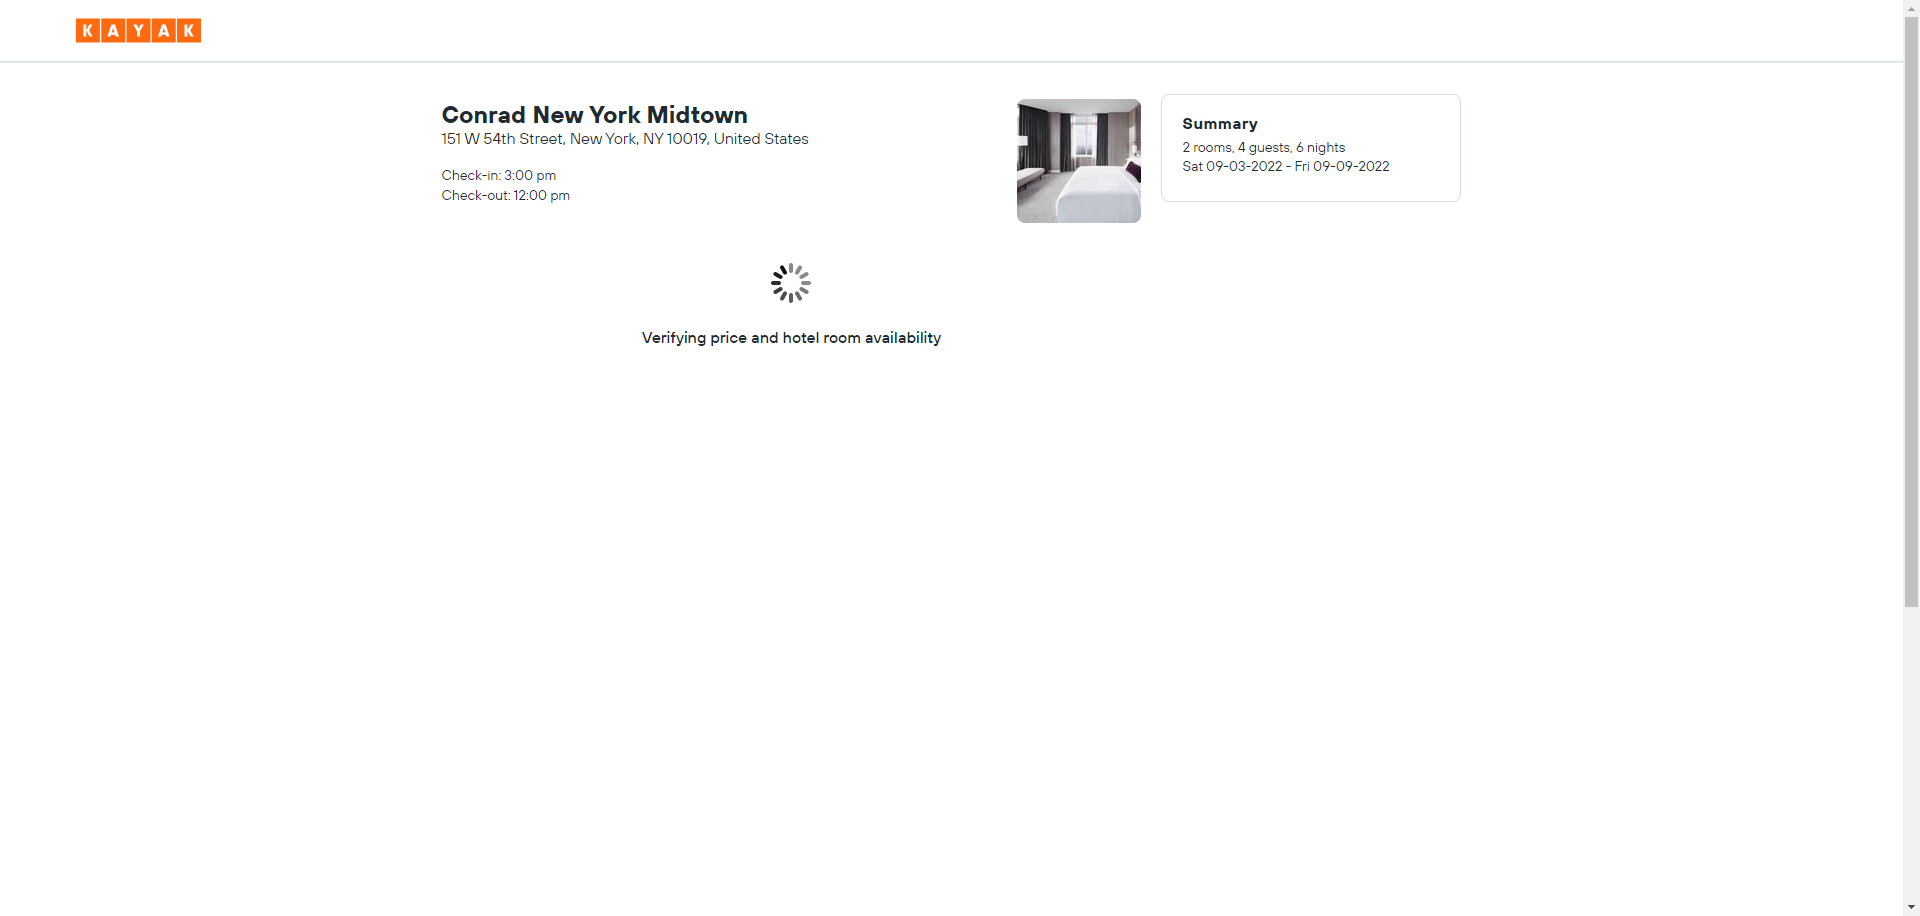 KAYAK
Conrad New York Midtown
151 W 54th Street, New York, NY 10019, United States
Check-in: 3:00 pm
Check-out: 12:00 pm
Summary
2 rooms, 4 guests, 6 nights
Sat 09-03-2022 - Fri 09-09-2022
Verifying price and hotel room availability